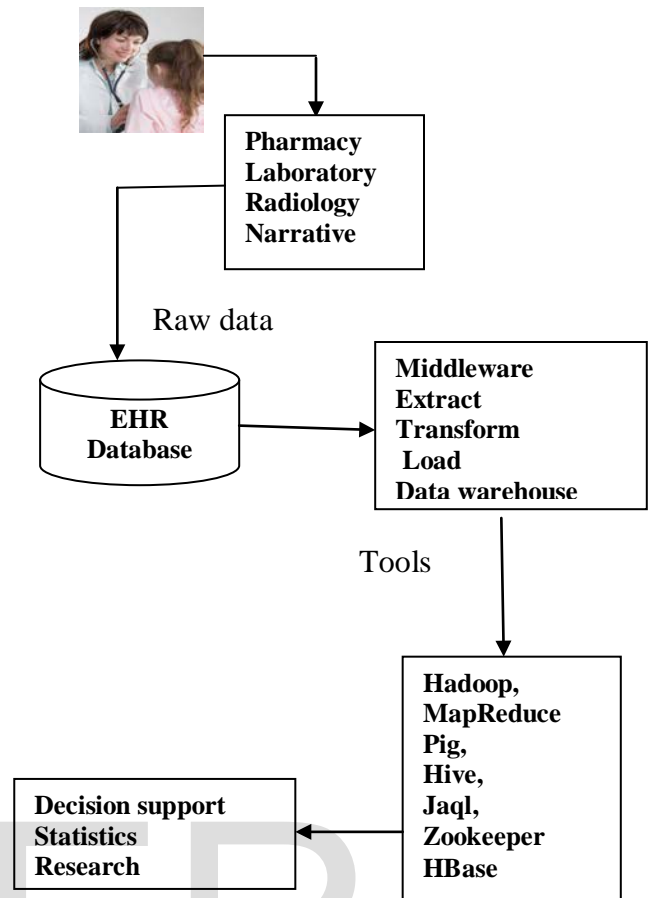 Pharmacy
Laboratory
Radiology
Narrative
Raw data
EHR
Database
Middleware
Extract
Transform
Load
Data warehouse
Tools
Hadoop,
MapReduce
Pig,
Hive,
Jaql,
Zookeeper
HBase
Decision support
Statistics
Research